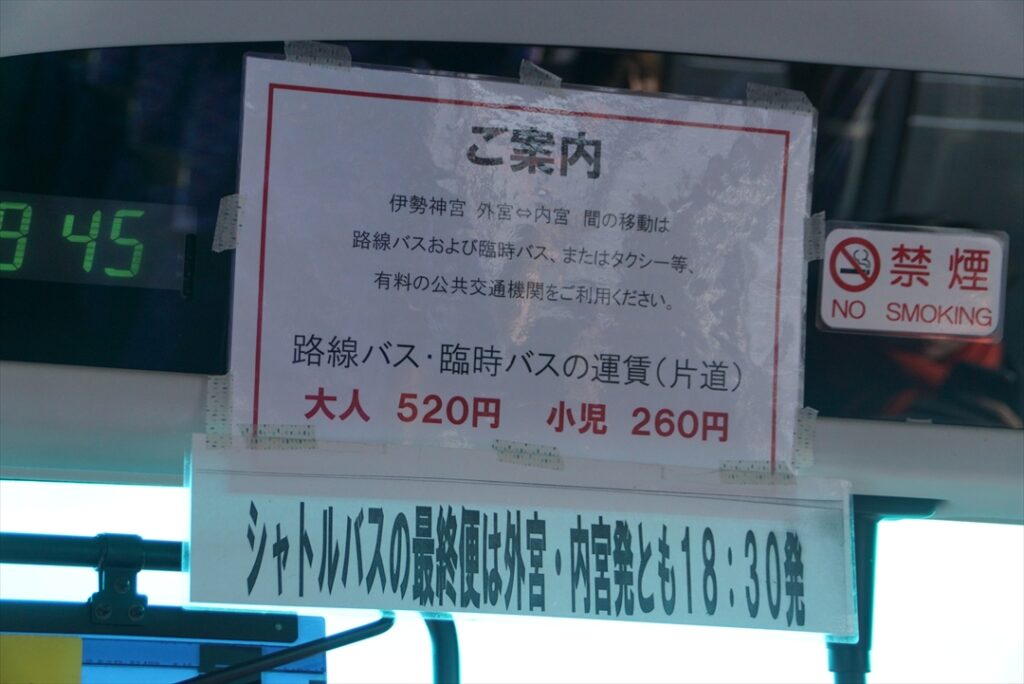 ご案内
伊勢神宮 外宮⇔内宮 間の移動は
路線バスおよび臨時バス、またはタクシー等、
有料の公共交通機関をご利用ください。
路線バス・臨時バスの運賃(片道)
大人 520円 小児 260円
シャトルバスの最終便は外宮・内宮発とも18:30発
45
禁煙
NO SMOKING